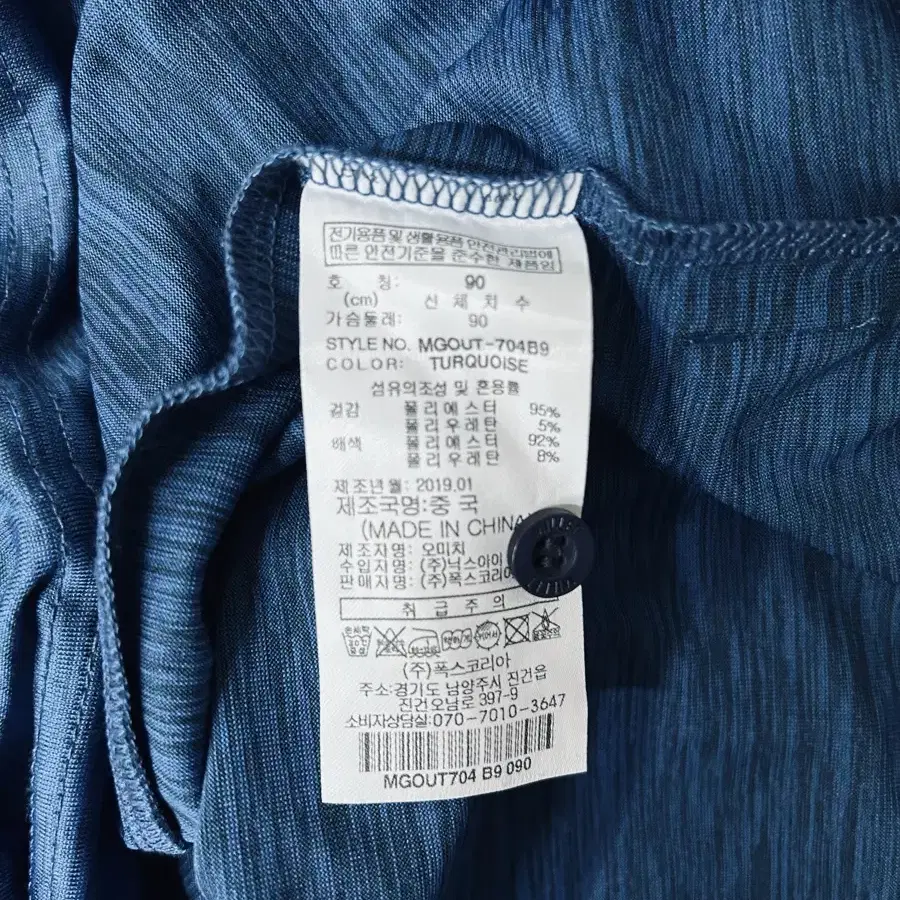 전기용품 및 생활용품 안전관리법에
따른 안전기준을 준수한 제품임
호 칭: 90
(cm) 신 체 치 수
가슴둘레: 90
STYLE NO. MGOUT-704B9
COLOR: TURQUOISE
섬유의조성 및 혼용률
겉감 폴리에스터 95%
폴리우레탄 5%
배색 폴리에스터 92%
폴리우레탄 8%
제조년월: 2019.01
제조국명: 중 국
(MADE IN CHINA)
제조자명: 오미치
수입자명: (주)닉스아이
판매자명: (주)폭스코리아
취 급 주 의
손세탁
(주)폭스코리아
주소:경기도 남양주시 진건읍
진건오남로 397-9
소비자상담실:070-7010-3647
MGOUT704 B9 090